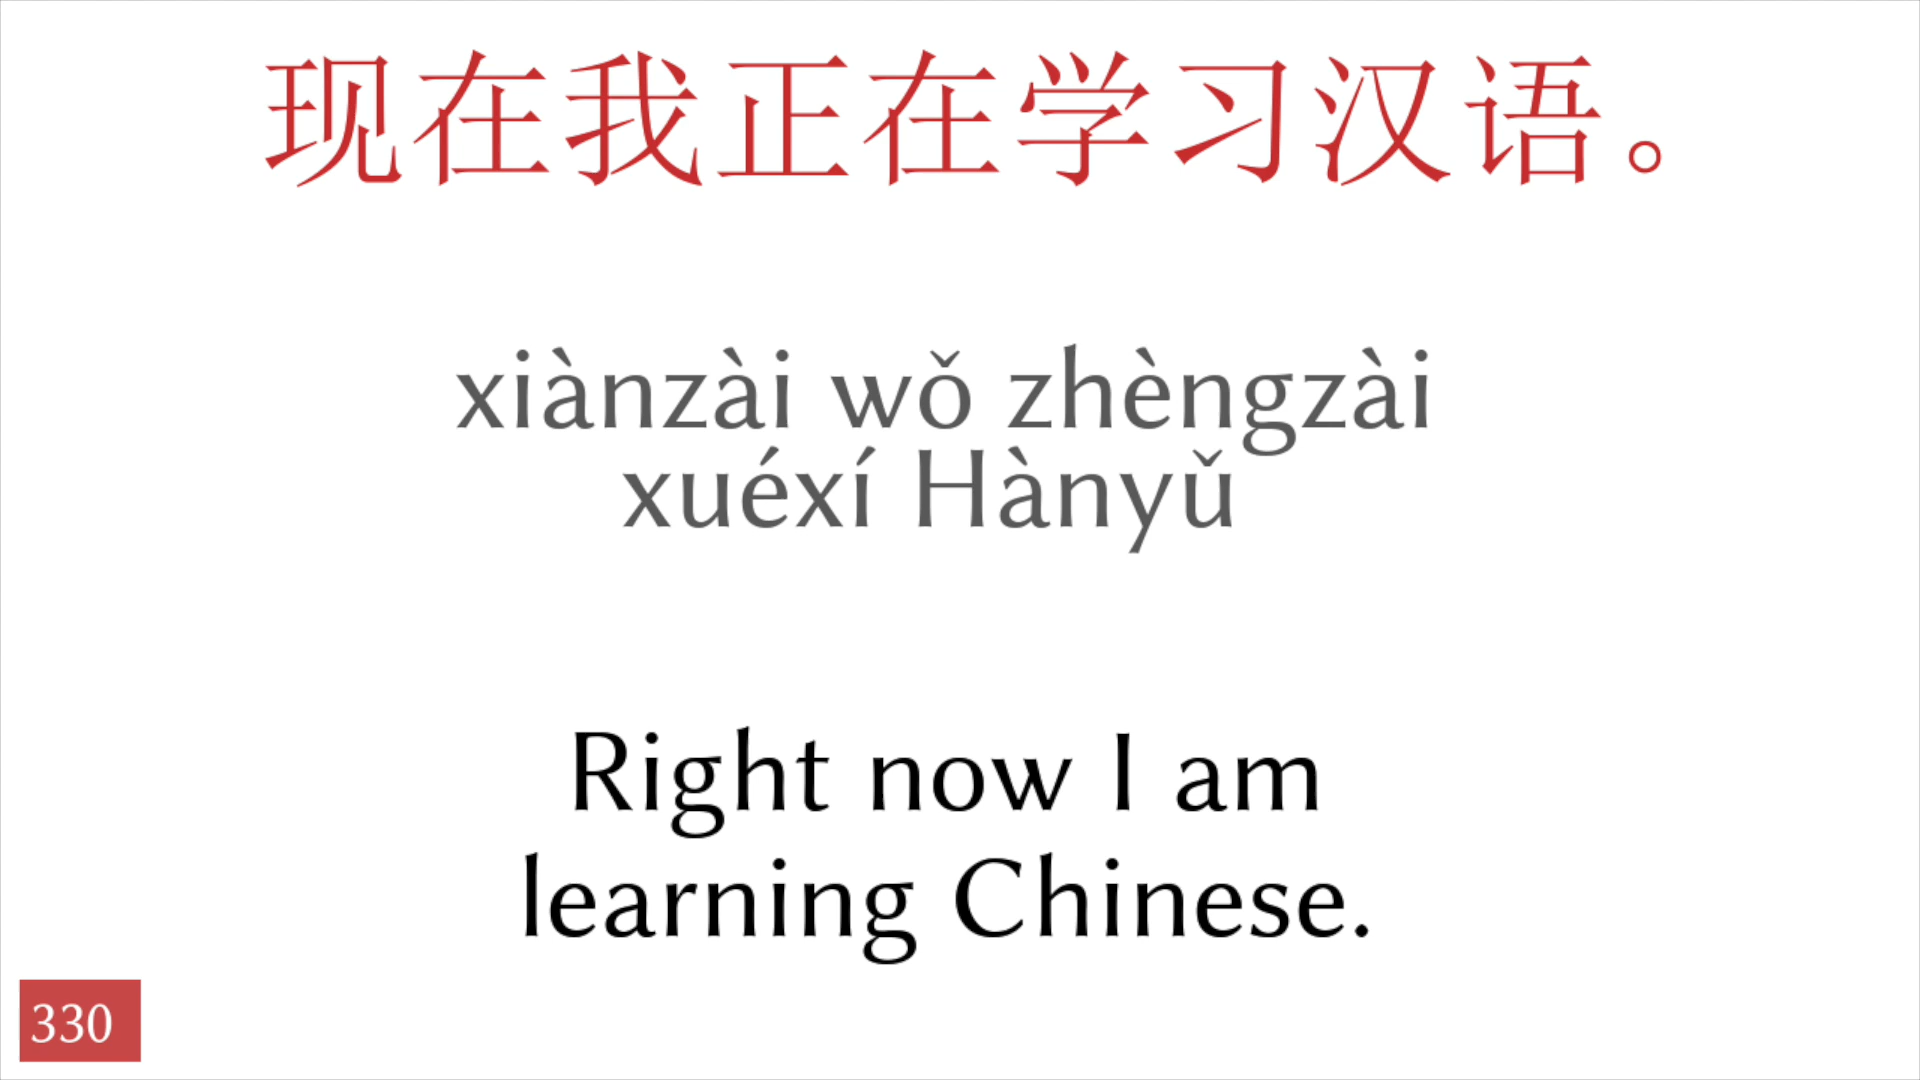 现在我正在学习汉语。
xiànzài wǒ zhèngzài
xuéxí Hànyǔ
Right now I am
learning Chinese.
330